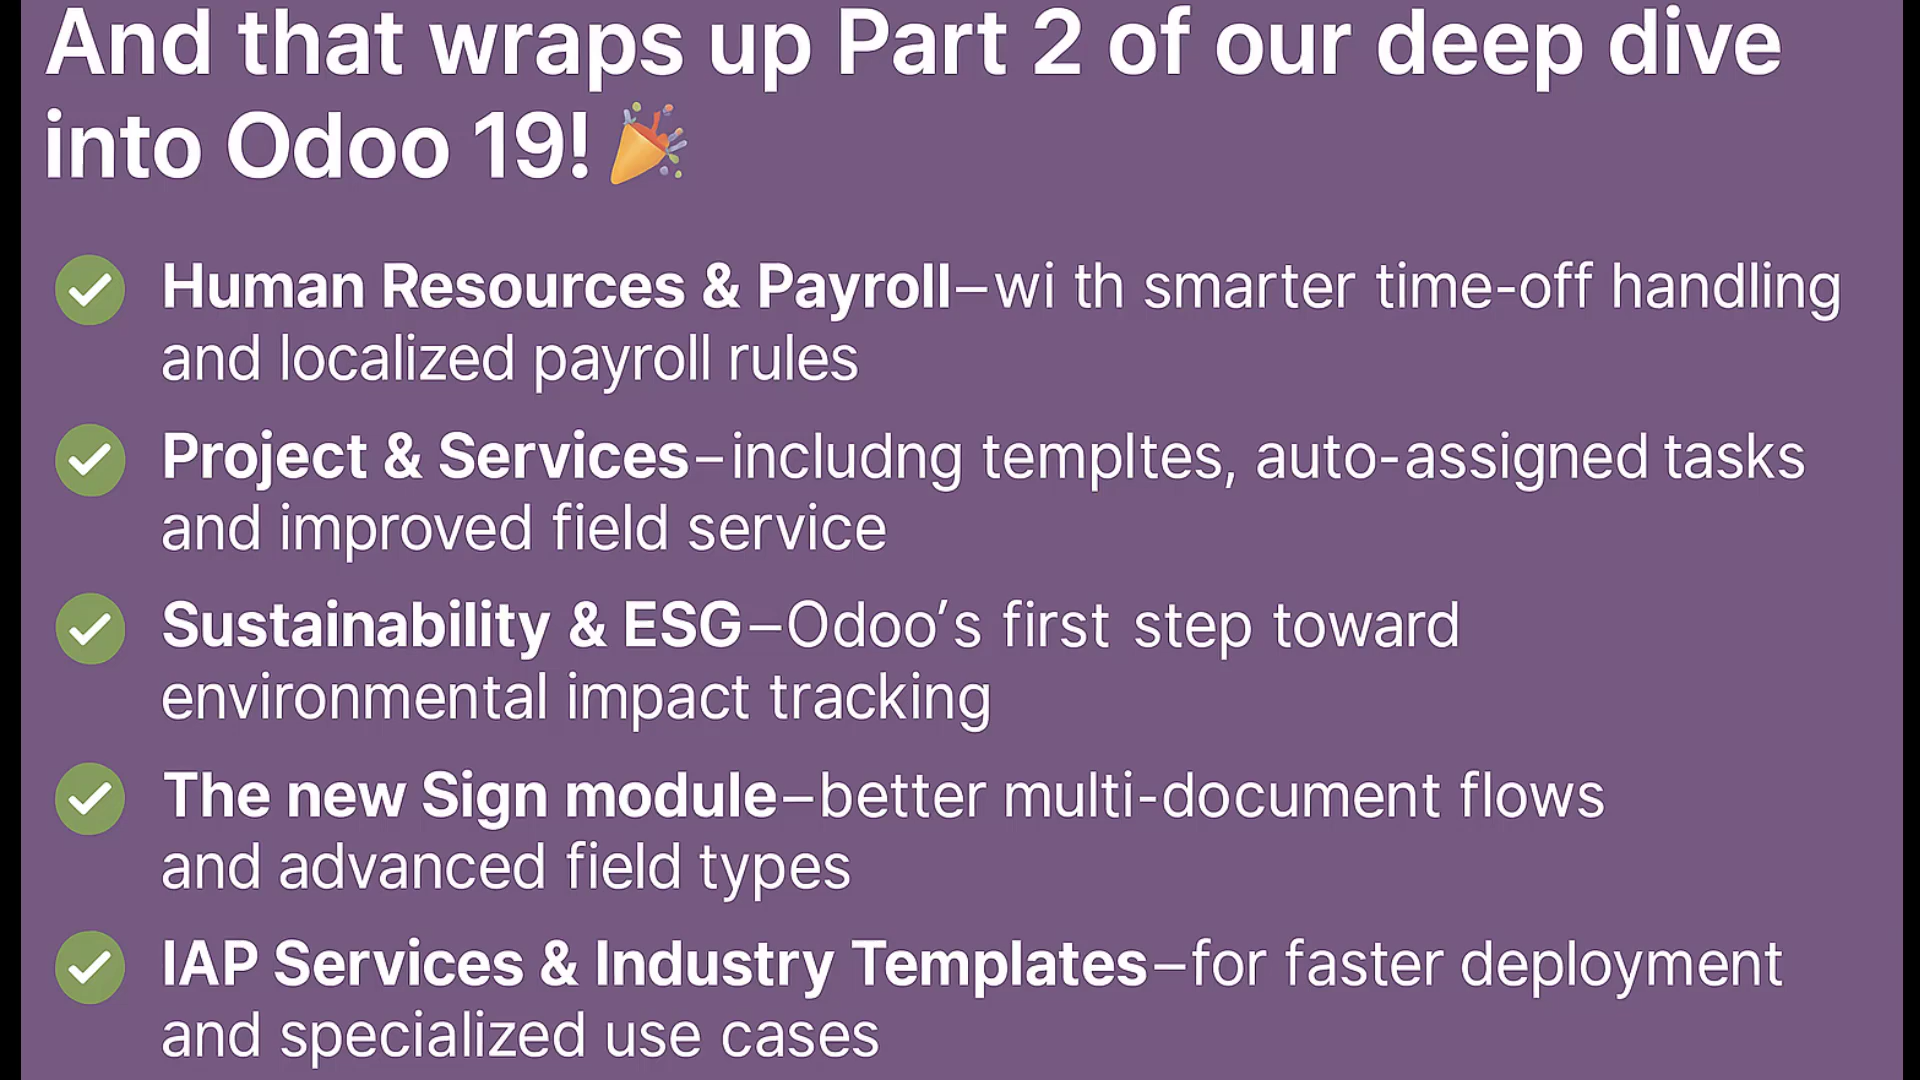 And that wraps up Part 2 of our deep dive
into Odoo 19! 🎉
Human Resources & Payroll–wi th smarter time-off handling
and localized payroll rules
Project & Services–includng templtes, auto-assigned tasks
and improved field service
Sustainability & ESG–Odoo’s first step toward
environmental impact tracking
The new Sign module–better multi-document flows
and advanced field types
IAP Services & Industry Templates–for faster deployment
and specialized use cases